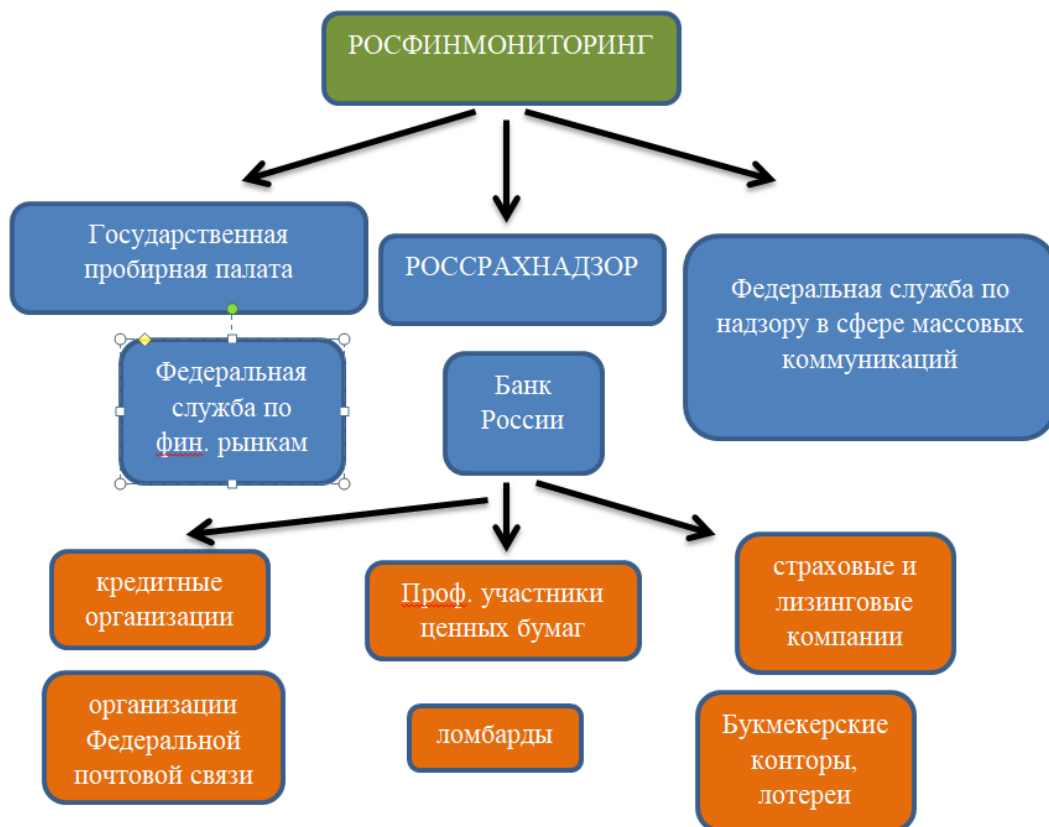 РОСФИНМОНИТОРИНГ
Государственная
пробирная палата
РОССРАХНАДЗОР
Федеральная служба по
надзору в сфере массовых
коммуникаций
Федеральная
служба по
фин. рынкам
Банк
России
кредитные
организации
Проф. участники
ценных бумаг
страховые и
лизинговые
компании
организации
Федеральной
почтовой связи
ломбарды
Букмекерские
конторы,
лотереи